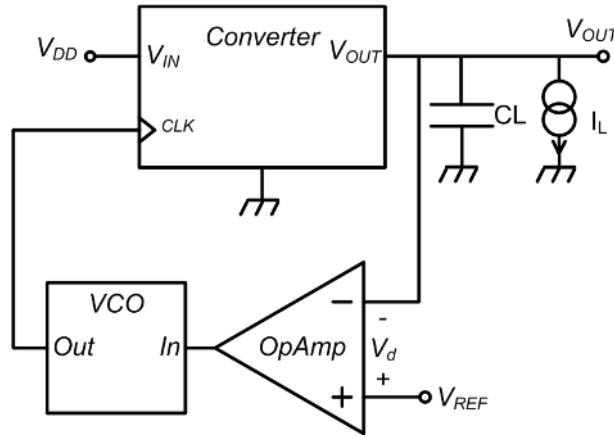 Converter
V_OUT
V_DD
V_IN
V_OUT
CLK
CL
I_L
VCO
Out
In
OpAmp
−
-
V_d
+
+
V_REF